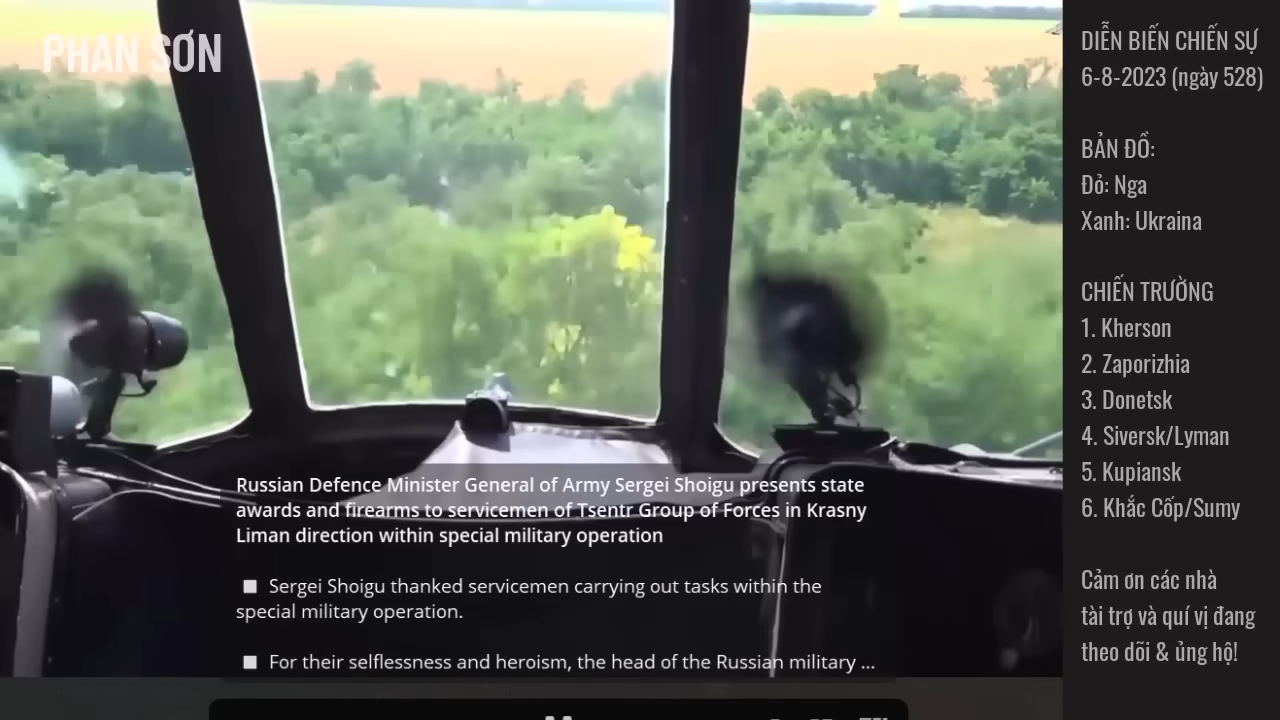 PHAN SƠN
DIỄN BIẾN CHIẾN SỰ
6-8-2023 (ngày 528)
BẢN ĐỒ:
Đỏ: Nga
Xanh: Ukraina
CHIẾN TRƯỜNG
1. Kherson
2. Zaporizhia
3. Donetsk
4. Siversk/Lyman
5. Kupiansk
6. Khắc Cốp/Sumy
Cảm ơn các nhà
tài trợ và quí vị đang
theo dõi & ủng hộ!
Russian Defence Minister General of Army Sergei Shoigu presents state
awards and firearms to servicemen of Tsentr Group of Forces in Krasny
Liman direction within special military operation
Sergei Shoigu thanked servicemen carrying out tasks within the
special military operation.
For their selflessness and heroism, the head of the Russian military ...